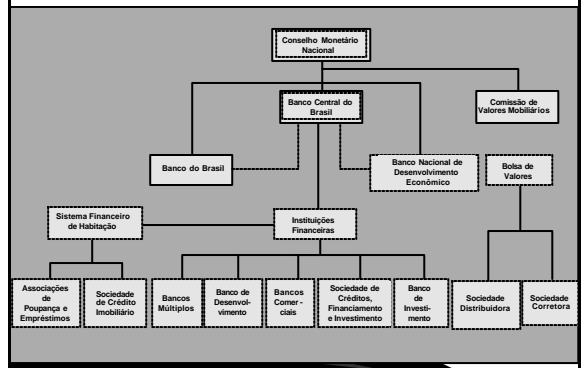 Conselho Monetário
Nacional
Banco Central do
Brasil
Comissão de
Valores Mobiliários
Banco do Brasil
Banco Nacional de
Desenvolvimento
Econômico
Bolsa de
Valores
Sistema Financeiro
de Habitação
Instituições
Financeiras
Associações
de
Poupança e
Empréstimos
Sociedade
de Crédito
Imobiliário
Bancos
Múltiplos
Banco de
Desenvol-
vimento
Bancos
Comer -
ciais
Sociedade de
Créditos,
Financiamento
e Investimento
Banco
de
Investi-
mento
Sociedade
Distribuidora
Sociedade
Corretora